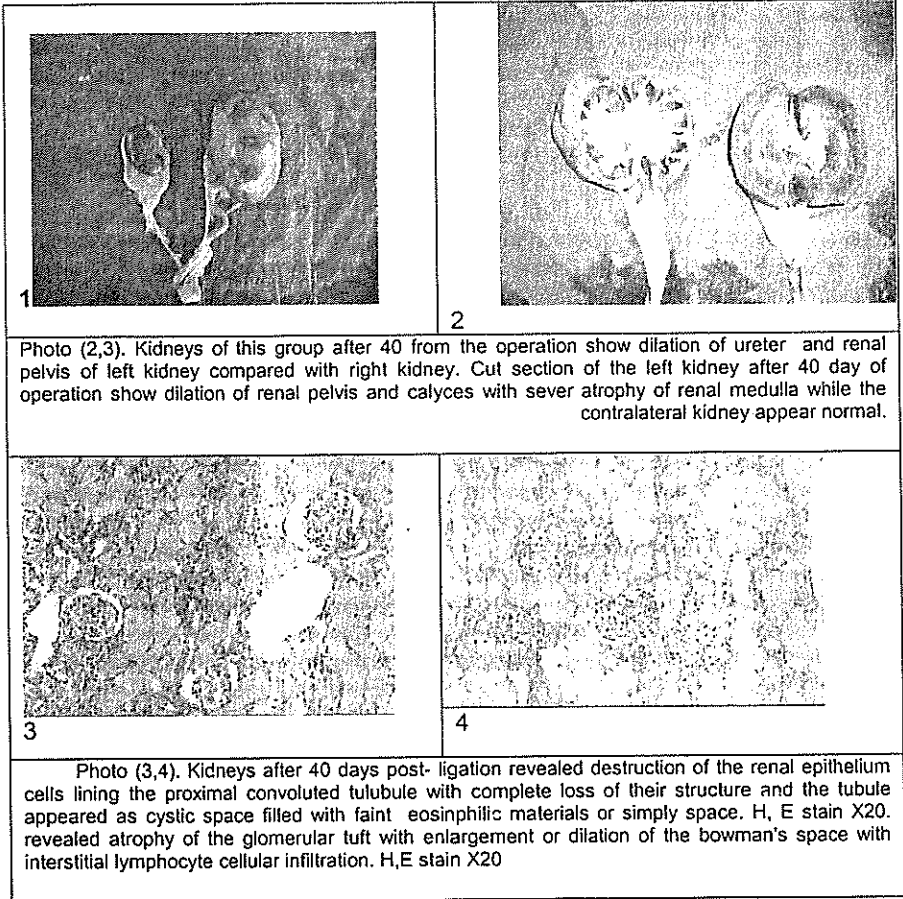 1
2
Photo (2,3). Kidneys of this group after 40 from the operation show dilation of ureter and renal
pelvis of left kidney compared with right kidney. Cut section of the left kidney after 40 day of
operation show dilation of renal pelvis and calyces with sever atrophy of renal medulla while the
contralateral kidney appear normal.
3
4
Photo (3,4). Kidneys after 40 days post- ligation revealed destruction of the renal epithelium
cells lining the proximal convoluted tulubule with complete loss of their structure and the tubule
appeared as cystic space filled with faint eosinphilic materials or simply space. H, E stain X20.
revealed atrophy of the glomerular tuft with enlargement or dilation of the bowman's space with
interstitial lymphocyte cellular infiltration. H,E stain X20